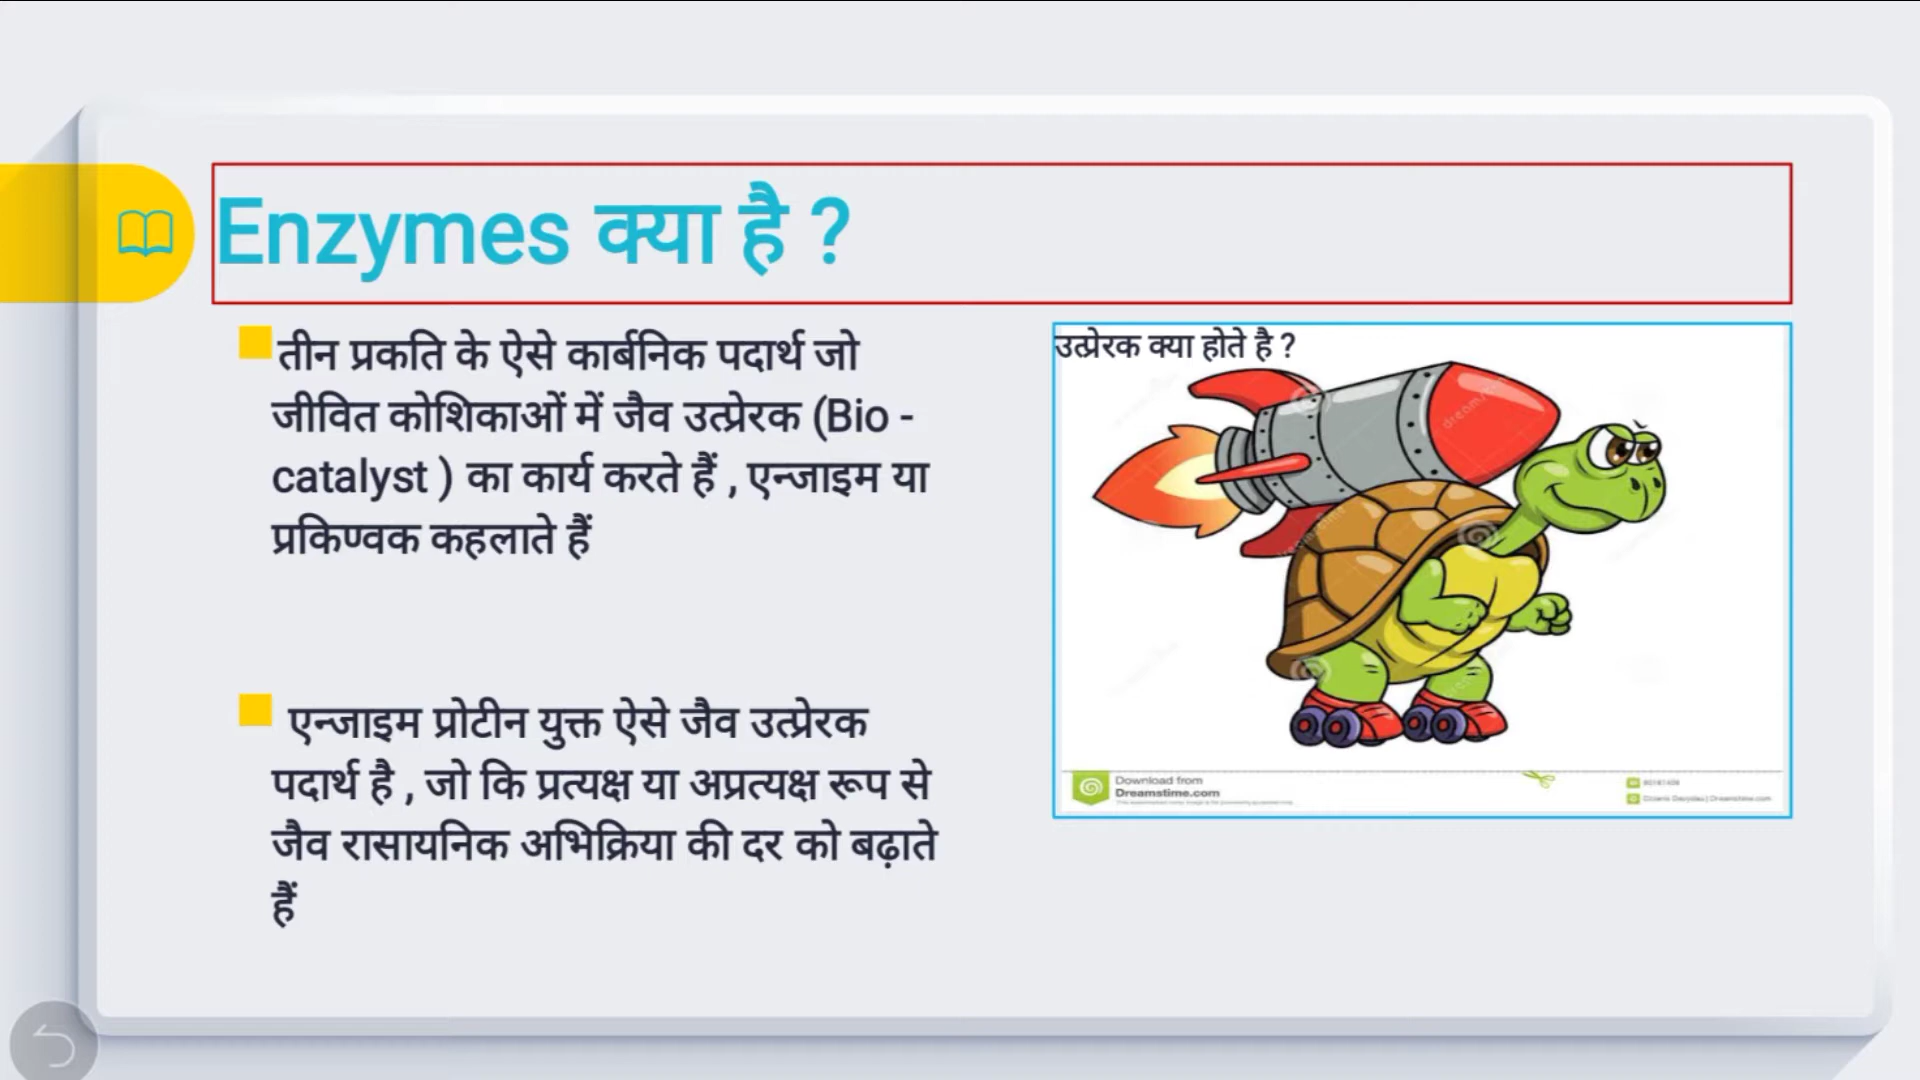 Enzymes क्या है ?
तीन प्रकति के ऐसे कार्बनिक पदार्थ जो
जीवित कोशिकाओं में जैव उत्प्रेरक (Bio -
catalyst ) का कार्य करते हैं , एन्जाइम या
प्रकिण्वक कहलाते हैं
एन्जाइम प्रोटीन युक्त ऐसे जैव उत्प्रेरक
पदार्थ है , जो कि प्रत्यक्ष या अप्रत्यक्ष रूप से
जैव रासायनिक अभिक्रिया की दर को बढ़ाते
हैं
उत्प्रेरक क्या होते है ?
Download from
Dreamstime.com